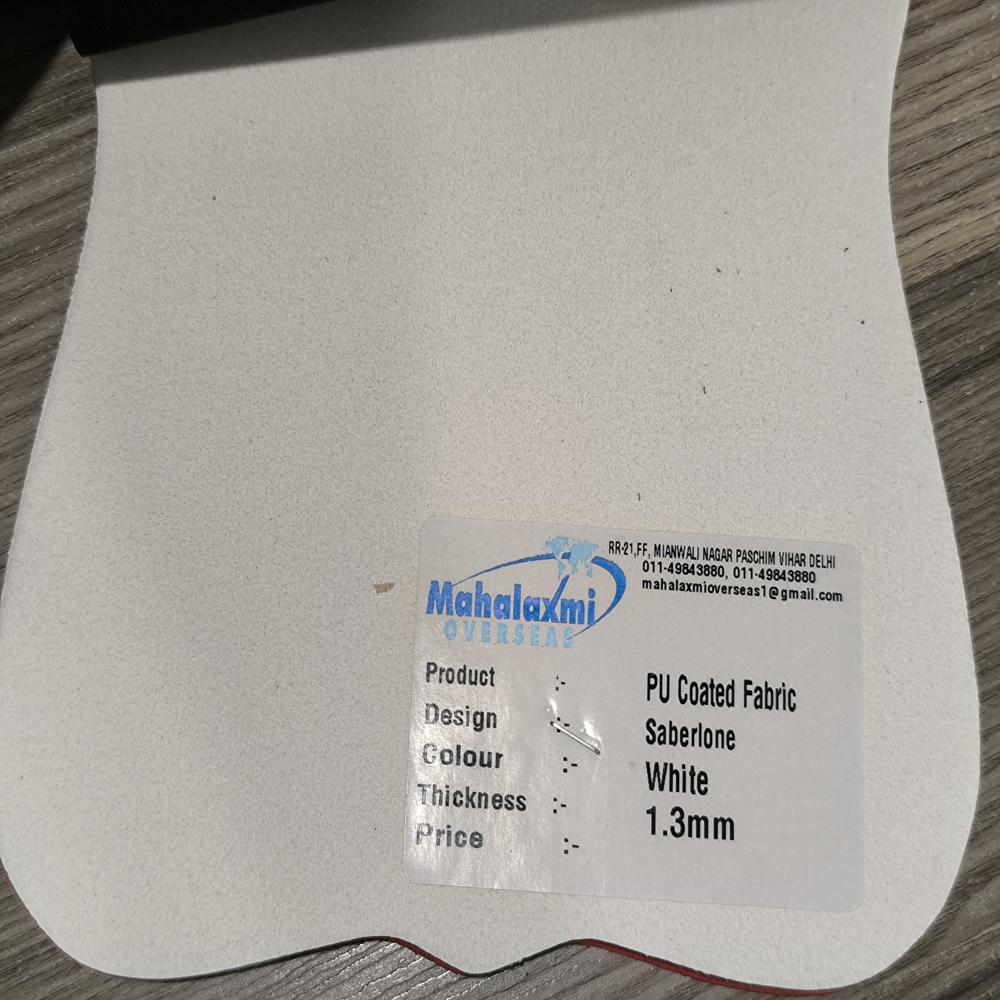 Mahalaxmi
OVERSEAS
RR-21,FF, MIANWALI NAGAR PASCHIM VIHAR DELHI
011-49843880, 011-49843880
mahalaxmioverseas1@gmail.com
Product :- PU Coated Fabric
Design :- Saberlone
Colour :- White
Thickness :- 1.3mm
Price :-